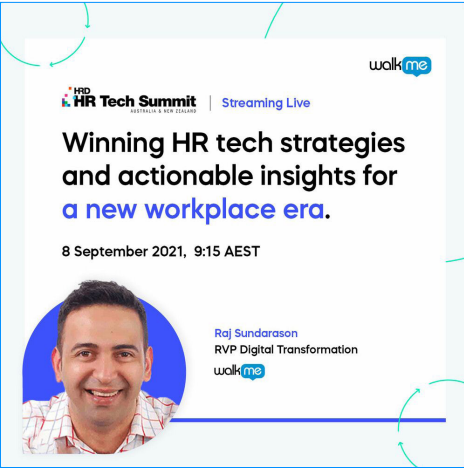 walkme
HRD
HR Tech Summit | Streaming Live
AUSTRALIA & NEW ZEALAND
Winning HR tech strategies
and actionable insights for
a new workplace era.
8 September 2021, 9:15 AEST
Raj Sundarason
RVP Digital Transformation
walkme